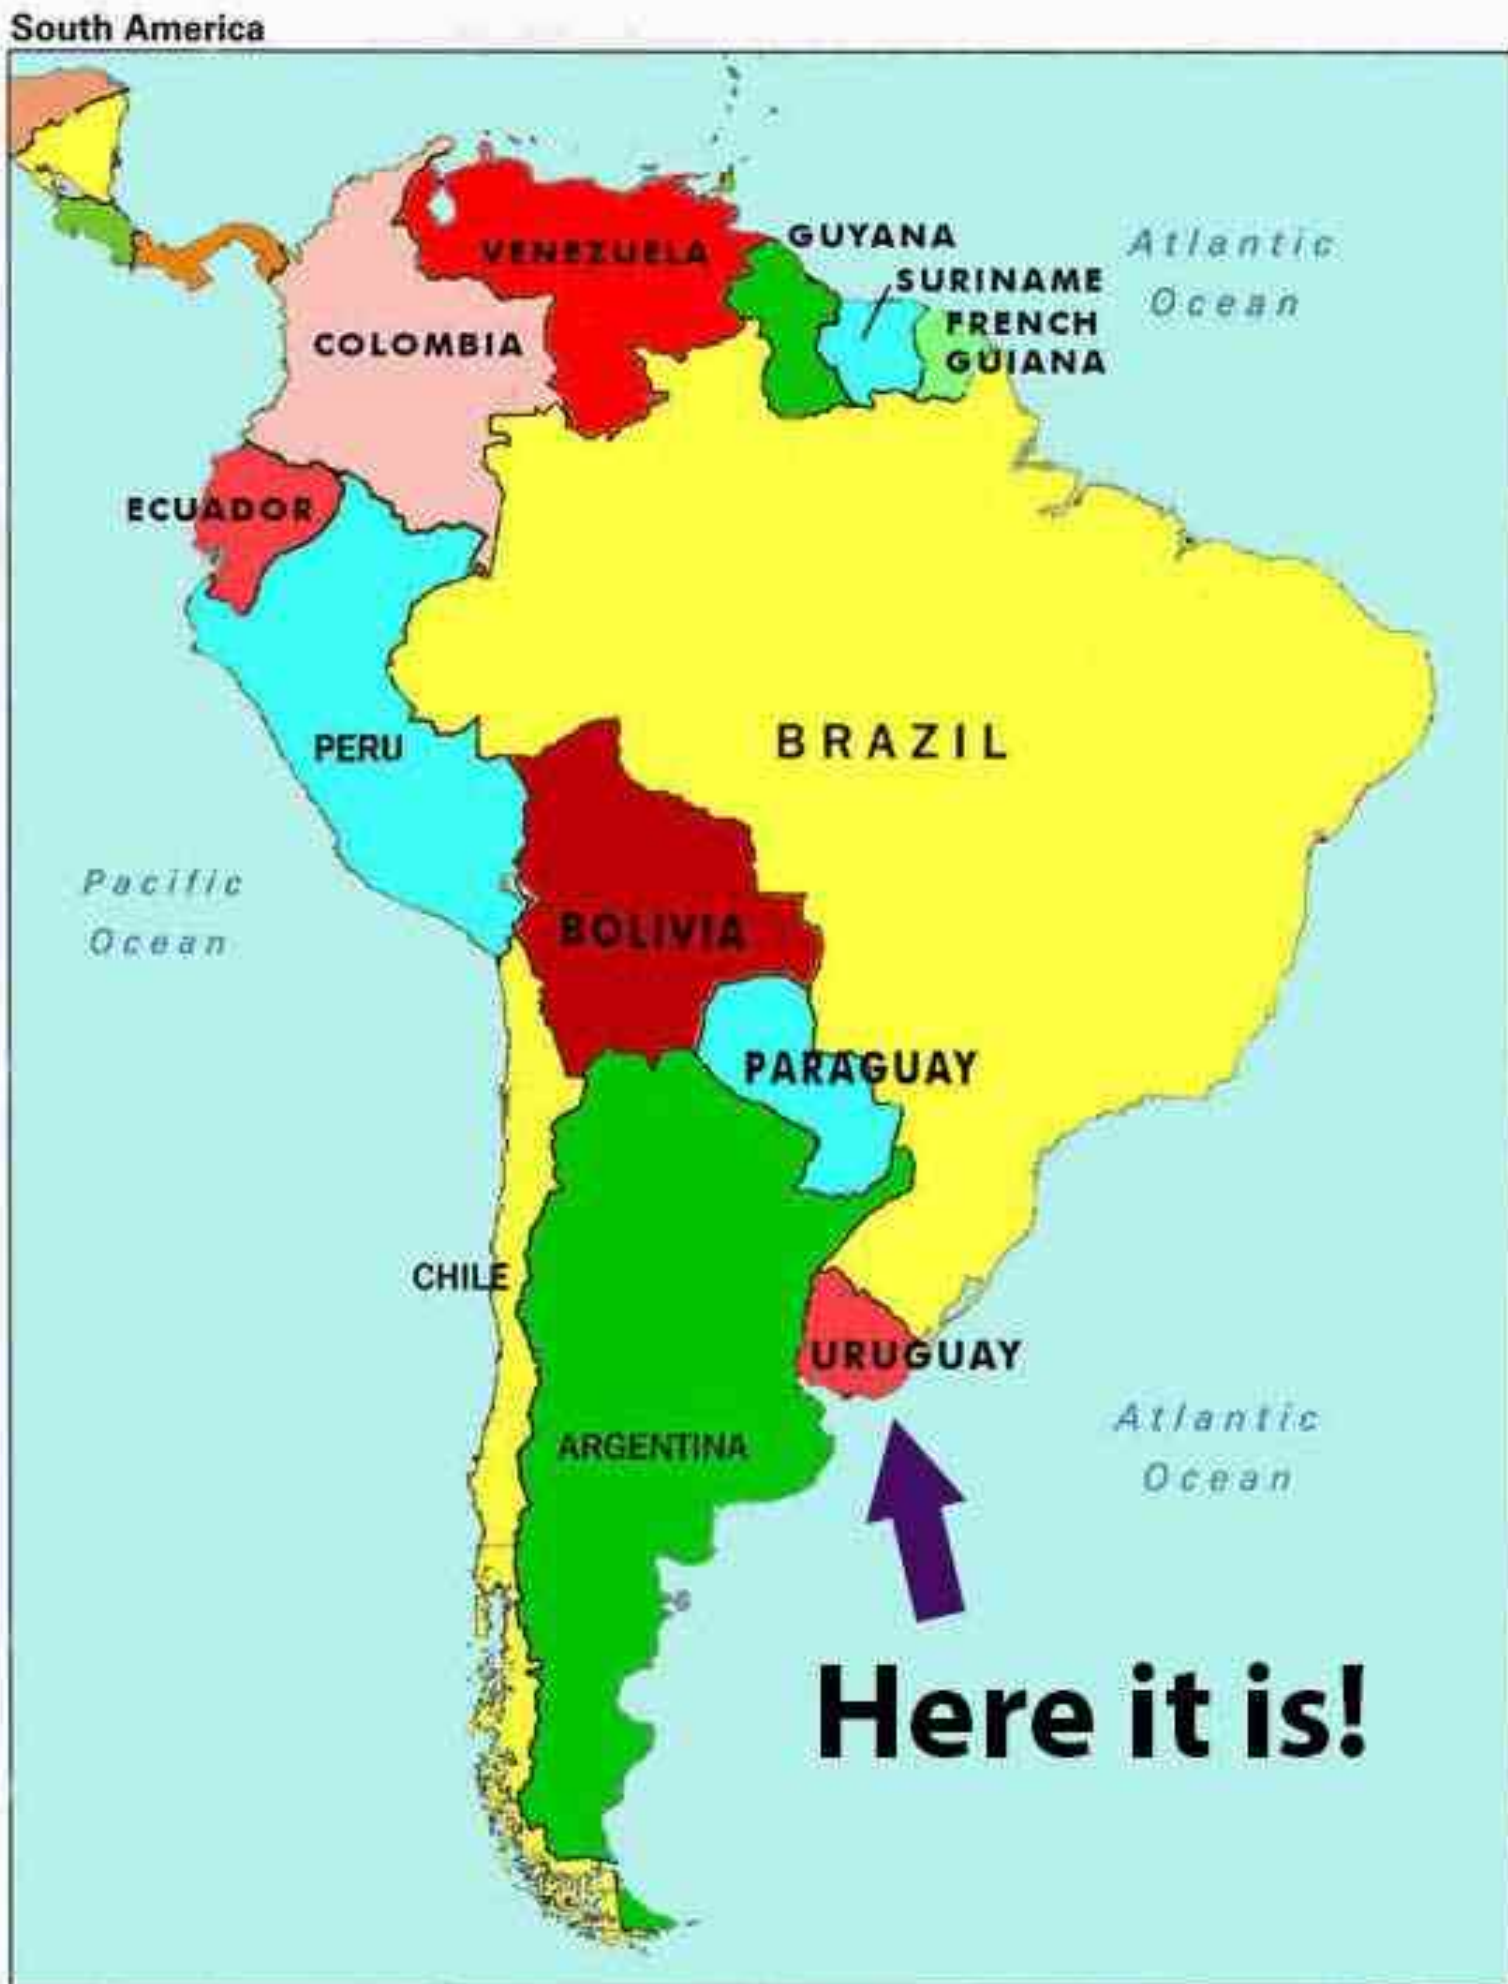 South America
GUYANA
Atlantic
Ocean
VENEZUELA
SURINAME
FRENCH
GUIANA
COLOMBIA
ECUADOR
PERU
BRAZIL
Pacific
Ocean
BOLIVIA
PARAGUAY
CHILE
URUGUAY
ARGENTINA
Atlantic
Ocean
Here it is!